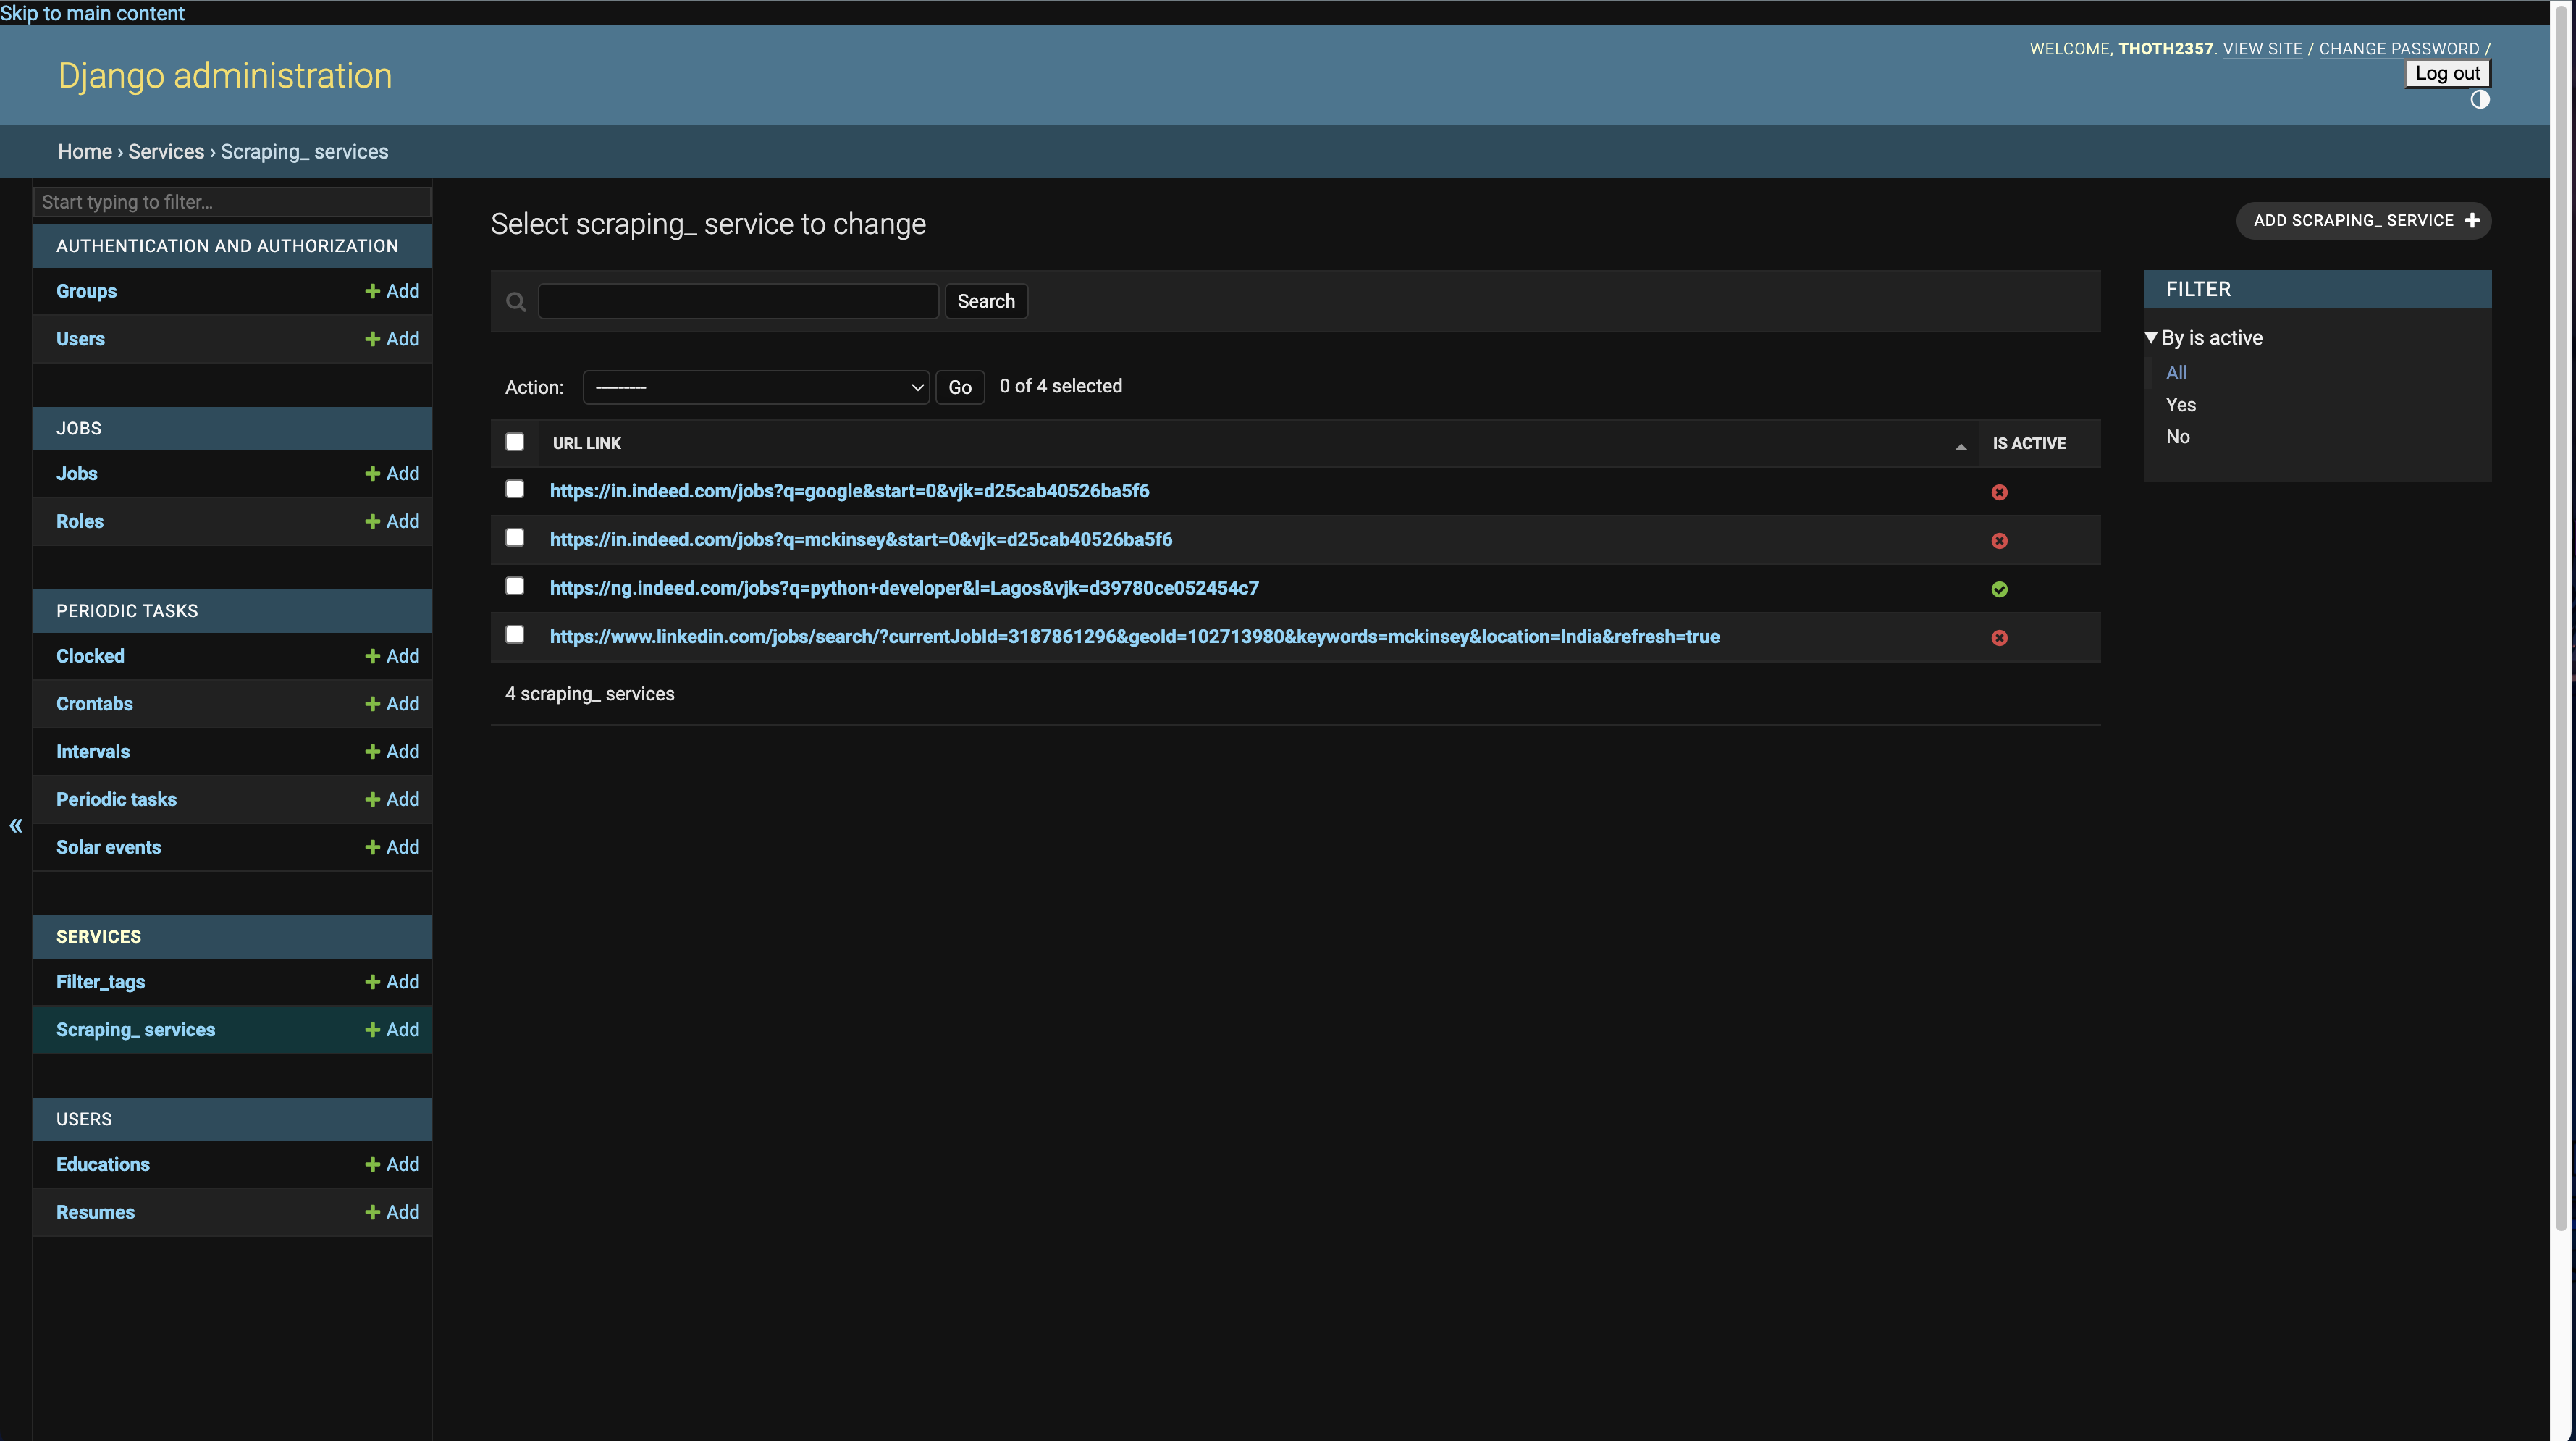 Skip to main content
Django administration
WELCOME, THOTH2357. VIEW SITE / CHANGE PASSWORD /
Log out
Home › Services › Scraping_ services
Start typing to filter...
AUTHENTICATION AND AUTHORIZATION
Groups + Add
Users + Add
JOBS
Jobs + Add
Roles + Add
PERIODIC TASKS
Clocked + Add
Crontabs + Add
Intervals + Add
Periodic tasks + Add
Solar events + Add
SERVICES
Filter_tags + Add
Scraping_ services + Add
USERS
Educations + Add
Resumes + Add
«
Select scraping_ service to change
ADD SCRAPING_ SERVICE +
Search
Action: --------- Go 0 of 4 selected
URL LINK IS ACTIVE
https://in.indeed.com/jobs?q=google&start=0&vjk=d25cab40526ba5f6
https://in.indeed.com/jobs?q=mckinsey&start=0&vjk=d25cab40526ba5f6
https://ng.indeed.com/jobs?q=python+developer&l=Lagos&vjk=d39780ce052454c7
https://www.linkedin.com/jobs/search/?currentJobId=3187861296&geoId=102713980&keywords=mckinsey&location=India&refresh=true
4 scraping_ services
FILTER
By is active
All
Yes
No